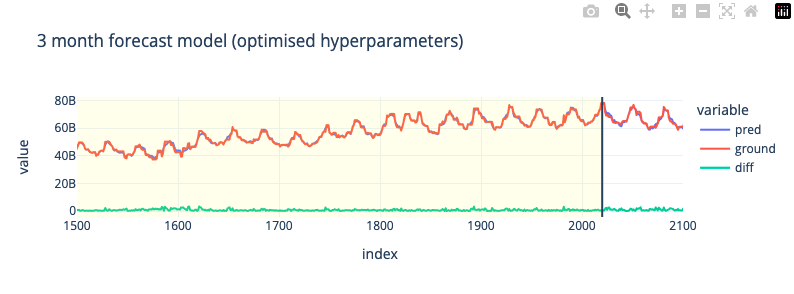 3 month forecast model (optimised hyperparameters)
80B
60B
40B
20B
0
value
1500
1600
1700
1800
1900
2000
2100
index
variable
pred
ground
diff